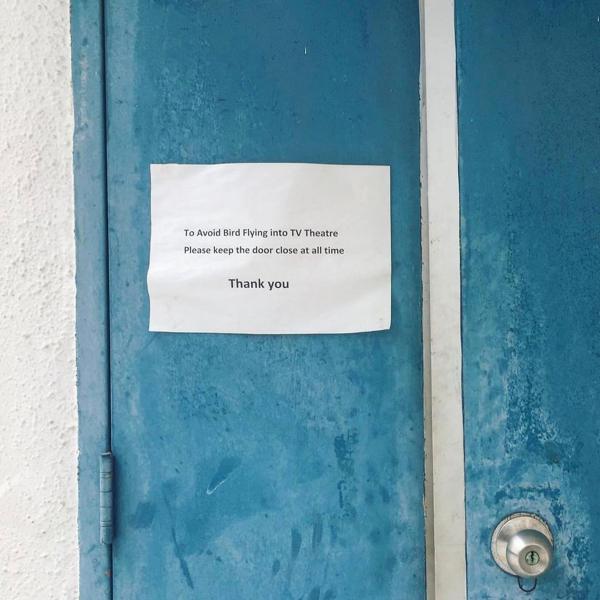 To Avoid Bird Flying into TV Theatre
Please keep the door close at all time
Thank you